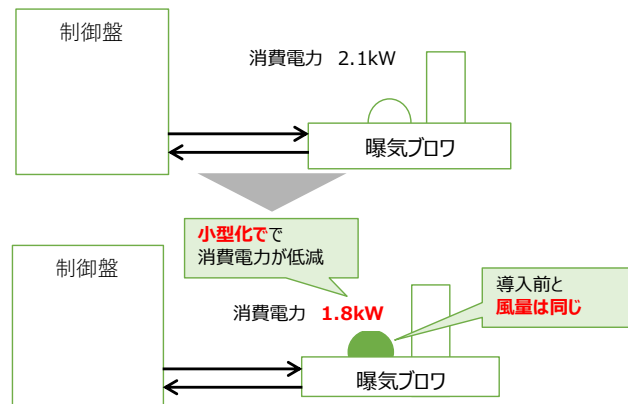 制御盤
消費電力 2.1kW
曝気ブロワ
小型化でで
消費電力が低減
制御盤
導入前と
風量は同じ
消費電力 1.8kW
曝気ブロワ